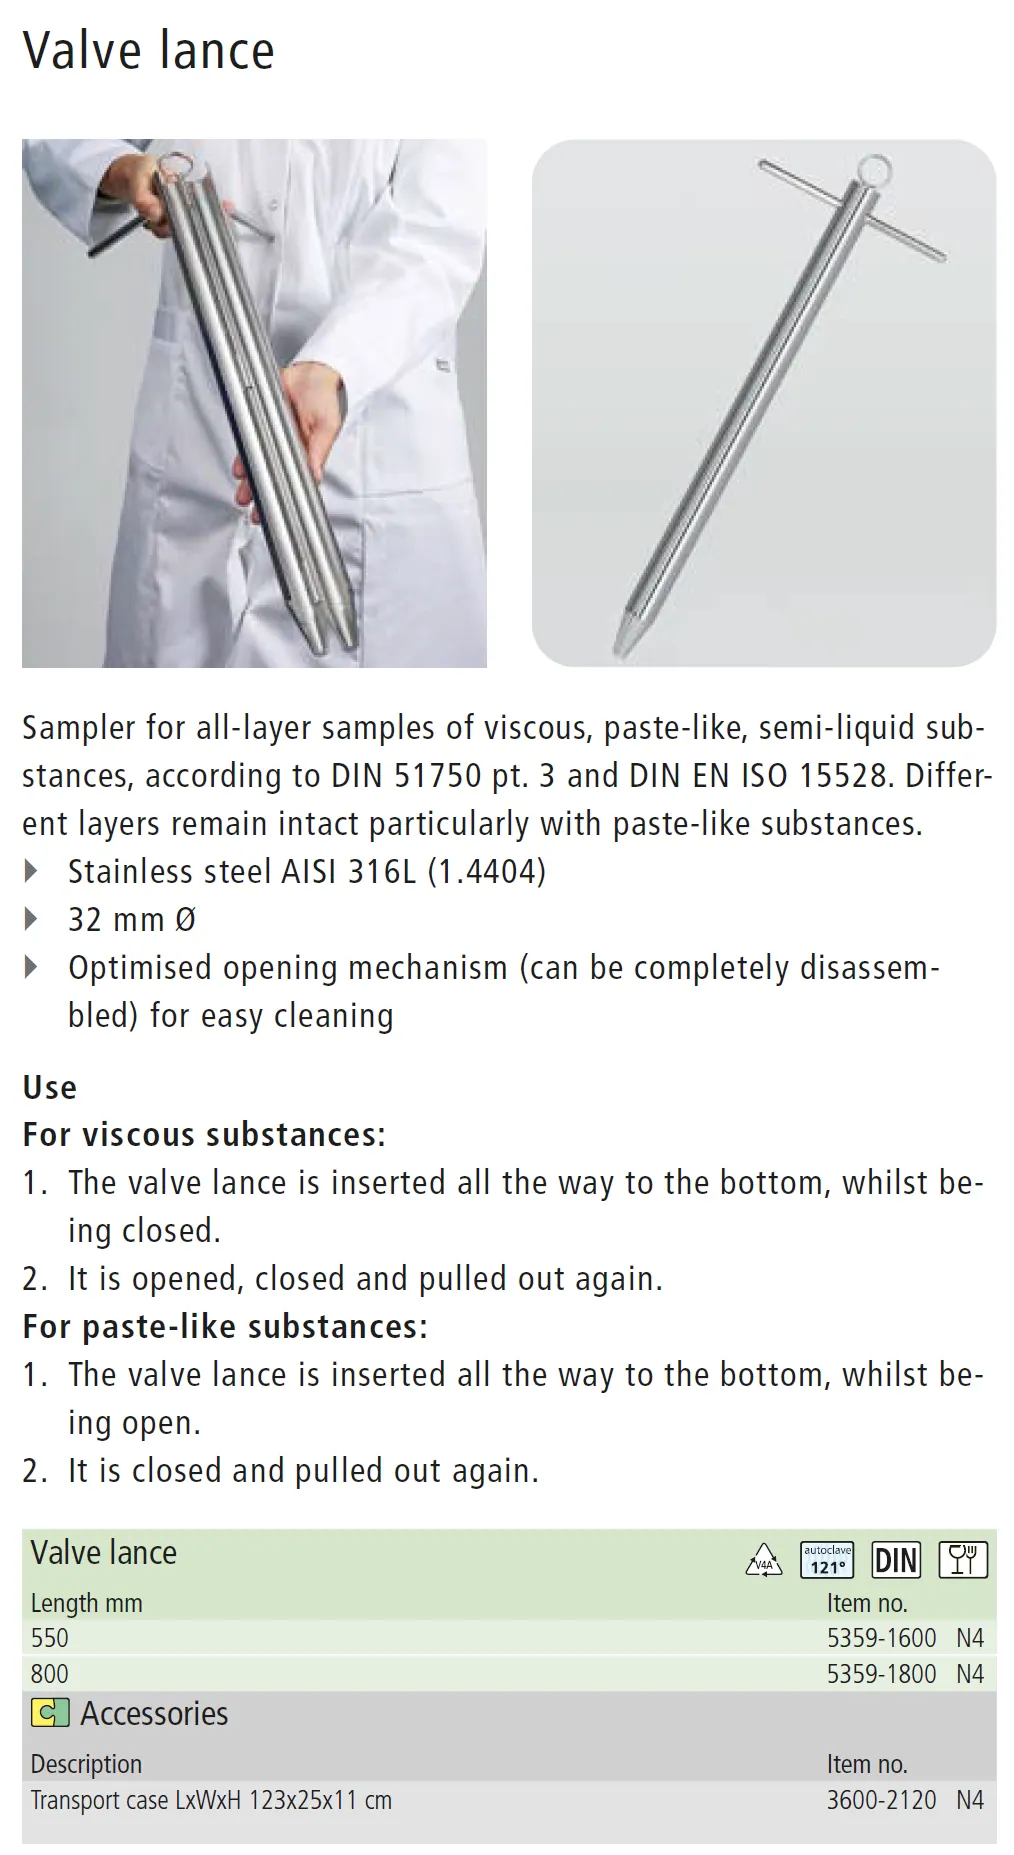 Valve lance
Sampler for all-layer samples of viscous, paste-like, semi-liquid sub-
stances, according to DIN 51750 pt. 3 and DIN EN ISO 15528. Differ-
ent layers remain intact particularly with paste-like substances.
Stainless steel AISI 316L (1.4404)
32 mm Ø
Optimised opening mechanism (can be completely disassem-
bled) for easy cleaning
Use
For viscous substances:
1. The valve lance is inserted all the way to the bottom, whilst be-
ing closed.
2. It is opened, closed and pulled out again.
For paste-like substances:
1. The valve lance is inserted all the way to the bottom, whilst be-
ing open.
2. It is closed and pulled out again.
Valve lance V4A autoclave 121° DIN
Length mm Item no.
550 5359-1600 N4
800 5359-1800 N4
Accessories
Description Item no.
Transport case LxWxH 123x25x11 cm 3600-2120 N4